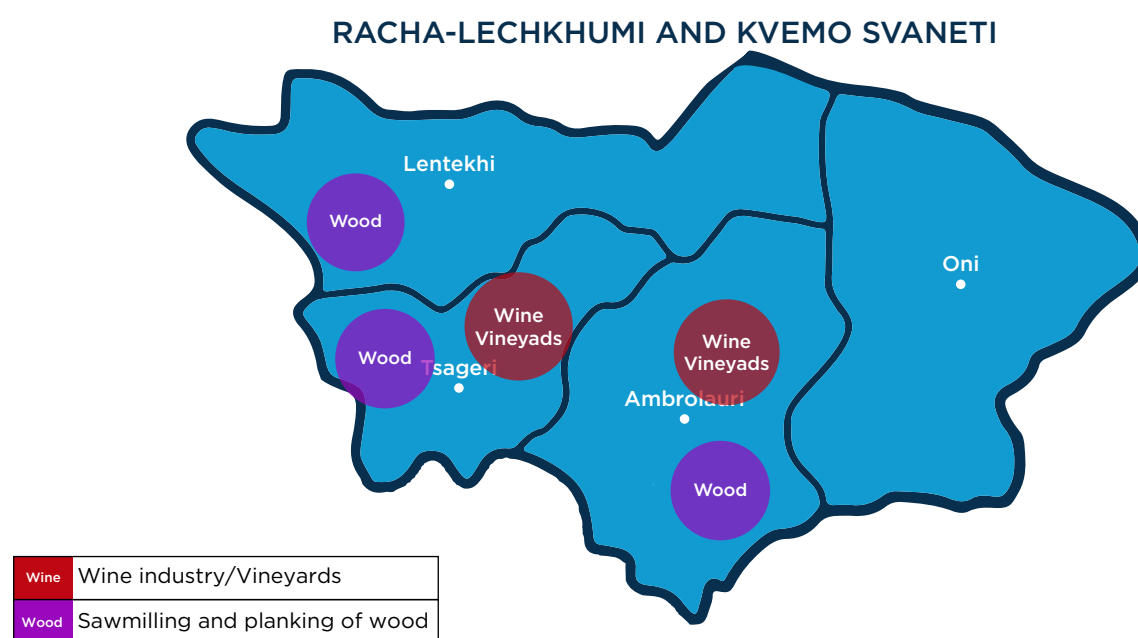 RACHA-LECHKHUMI AND KVEMO SVANETI
Lentekhi
Wood
Oni
Wine
Vineyads
Wood
Tsageri
Wine
Vineyads
Ambrolauri
Wood
Wine Wine industry/Vineyards
Wood Sawmilling and planking of wood